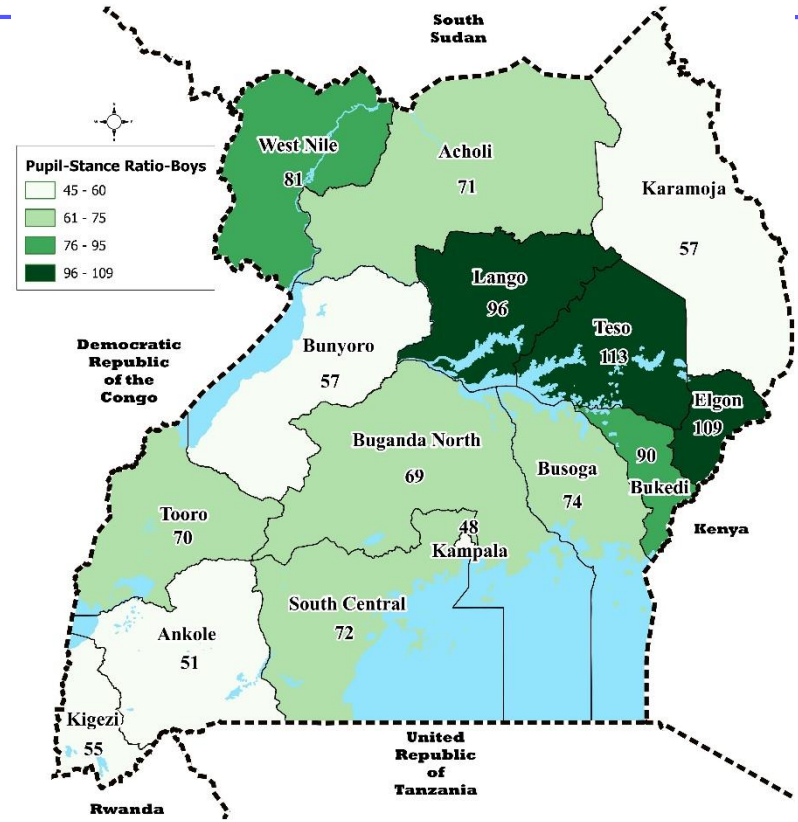 South
Sudan
West Nile
81
Acholi
71
Karamoja
57
Pupil-Stance Ratio-Boys
45 - 60
61 - 75
76 - 95
96 - 109
Lango
96
Teso
113
Democratic
Republic
of the
Congo
Bunyoro
57
Elgon
109
Buganda North
69
Busoga
74
90
Bukedi
Tooro
70
48
Kampala
Kenya
South Central
72
Ankole
51
Kigezi
55
United
Republic
of
Tanzania
Rwanda